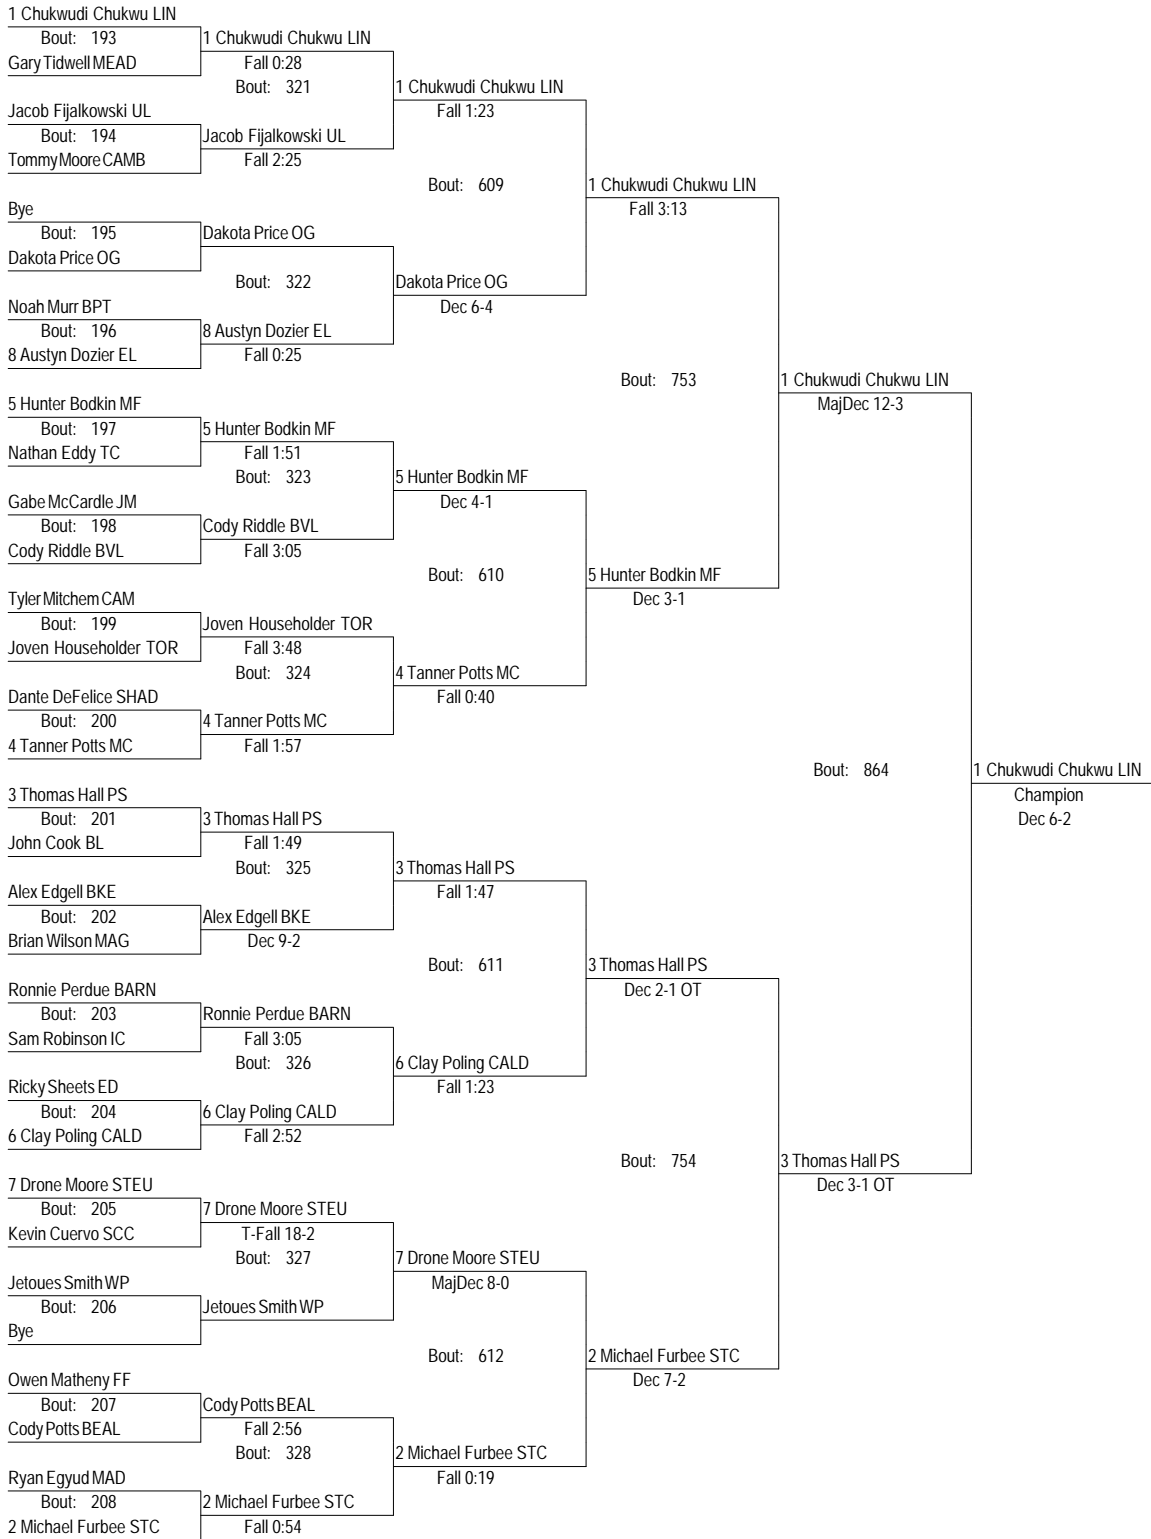 1 Chukwudi Chukwu LIN
Bout: 193
1 Chukwudi Chukwu LIN
Gary Tidwell MEAD
Fall 0:28
Bout: 321
1 Chukwudi Chukwu LIN
Jacob Fijalkowski UL
Fall 1:23
Bout: 194
Jacob Fijalkowski UL
Tommy Moore CAMB
Fall 2:25
Bout: 609
1 Chukwudi Chukwu LIN
Bye
Fall 3:13
Bout: 195
Dakota Price OG
Dakota Price OG
Bout: 322
Dakota Price OG
Noah Murr BPT
Dec 6-4
Bout: 196
8 Austyn Dozier EL
8 Austyn Dozier EL
Fall 0:25
Bout: 753
1 Chukwudi Chukwu LIN
5 Hunter Bodkin MF
MajDec 12-3
Bout: 197
5 Hunter Bodkin MF
Nathan Eddy TC
Fall 1:51
Bout: 323
5 Hunter Bodkin MF
Gabe McCardle JM
Dec 4-1
Bout: 198
Cody Riddle BVL
Cody Riddle BVL
Fall 3:05
Bout: 610
5 Hunter Bodkin MF
Tyler Mitchem CAM
Dec 3-1
Bout: 199
Joven Householder TOR
Joven Householder TOR
Fall 3:48
Bout: 324
4 Tanner Potts MC
Dante DeFelice SHAD
Fall 0:40
Bout: 200
4 Tanner Potts MC
4 Tanner Potts MC
Fall 1:57
Bout: 864
1 Chukwudi Chukwu LIN
3 Thomas Hall PS
Champion
Bout: 201
3 Thomas Hall PS
Dec 6-2
John Cook BL
Fall 1:49
Bout: 325
3 Thomas Hall PS
Alex Edgell BKE
Fall 1:47
Bout: 202
Alex Edgell BKE
Brian Wilson MAG
Dec 9-2
Bout: 611
3 Thomas Hall PS
Ronnie Perdue BARN
Dec 2-1 OT
Bout: 203
Ronnie Perdue BARN
Sam Robinson IC
Fall 3:05
Bout: 326
6 Clay Poling CALD
Ricky Sheets ED
Fall 1:23
Bout: 204
6 Clay Poling CALD
6 Clay Poling CALD
Fall 2:52
Bout: 754
3 Thomas Hall PS
7 Drone Moore STEU
Dec 3-1 OT
Bout: 205
7 Drone Moore STEU
Kevin Cuervo SCC
T-Fall 18-2
Bout: 327
7 Drone Moore STEU
Jetoues Smith WP
MajDec 8-0
Bout: 206
Jetoues Smith WP
Bye
Bout: 612
2 Michael Furbee STC
Owen Matheny FF
Dec 7-2
Bout: 207
Cody Potts BEAL
Cody Potts BEAL
Fall 2:56
Bout: 328
2 Michael Furbee STC
Ryan Egyud MAD
Fall 0:19
Bout: 208
2 Michael Furbee STC
2 Michael Furbee STC
Fall 0:54